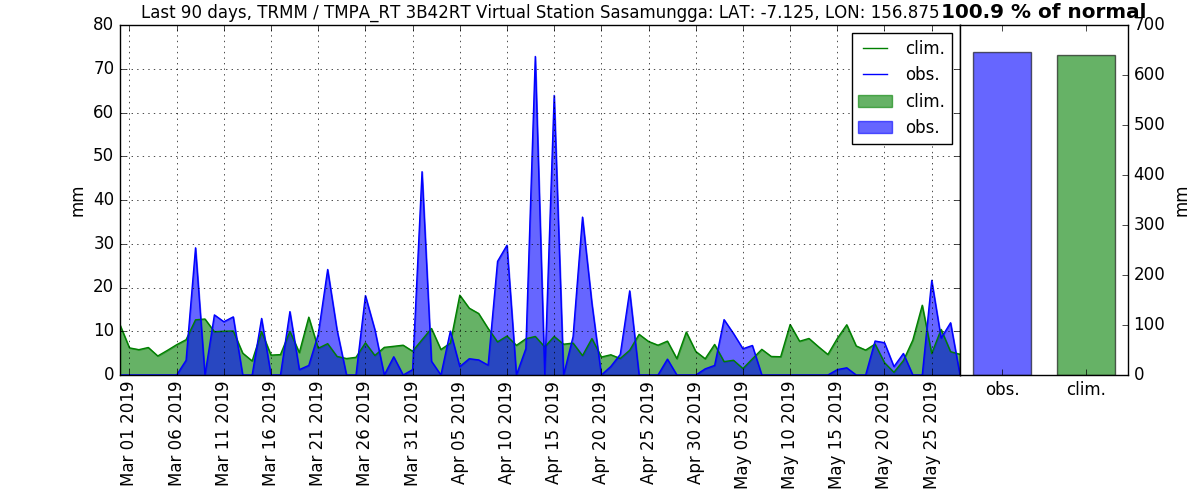 Last 90 days, TRMM / TMPA_RT 3B42RT Virtual Station Sasamungga: LAT: -7.125, LON: 156.875
100.9 % of normal
80
70
60
50
40
30
20
10
0
mm
clim.
obs.
clim.
obs.
700
600
500
400
300
200
100
0
mm
Mar 01 2019
Mar 06 2019
Mar 11 2019
Mar 16 2019
Mar 21 2019
Mar 26 2019
Mar 31 2019
Apr 05 2019
Apr 10 2019
Apr 15 2019
Apr 20 2019
Apr 25 2019
Apr 30 2019
May 05 2019
May 10 2019
May 15 2019
May 20 2019
May 25 2019
obs.
clim.